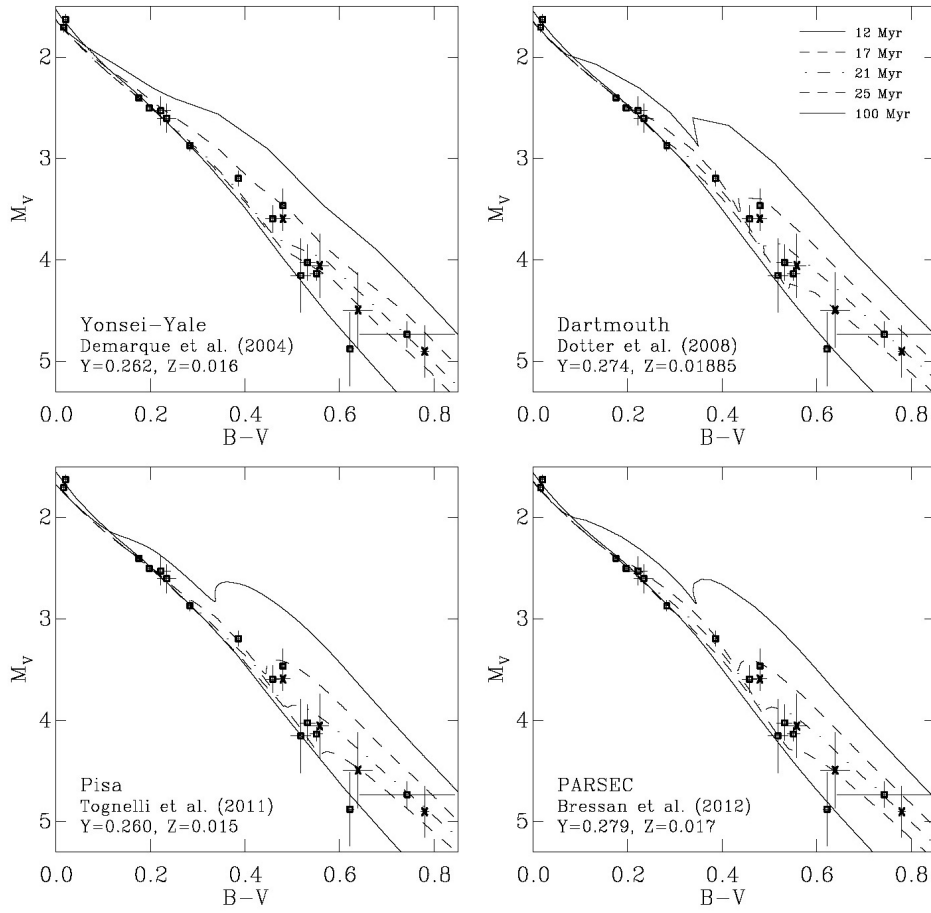 12 Myr
17 Myr
21 Myr
25 Myr
100 Myr
2
3
4
5
M_V
Yonsei-Yale
Demarque et al. (2004)
Y=0.262, Z=0.016
0.0 0.2 0.4 0.6 0.8
B-V
2
3
4
5
M_V
Dartmouth
Dotter et al. (2008)
Y=0.274, Z=0.01885
0.0 0.2 0.4 0.6 0.8
B-V
2
3
4
5
M_V
Pisa
Tognelli et al. (2011)
Y=0.260, Z=0.015
0.0 0.2 0.4 0.6 0.8
B-V
2
3
4
5
M_V
PARSEC
Bressan et al. (2012)
Y=0.279, Z=0.017
0.0 0.2 0.4 0.6 0.8
B-V